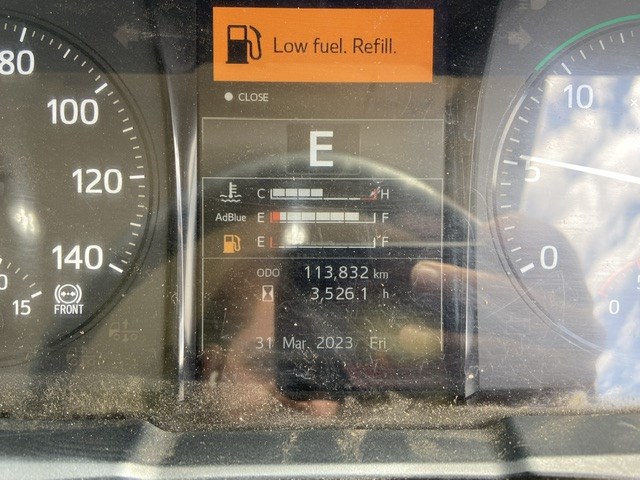 Low fuel. Refill.
CLOSE
E
C H
AdBlue E F
E F
ODO 113,832 km
3,526.1 h
31 Mar. 2023 Fri
80
100
120
140
15
FRONT
10
5
0
0